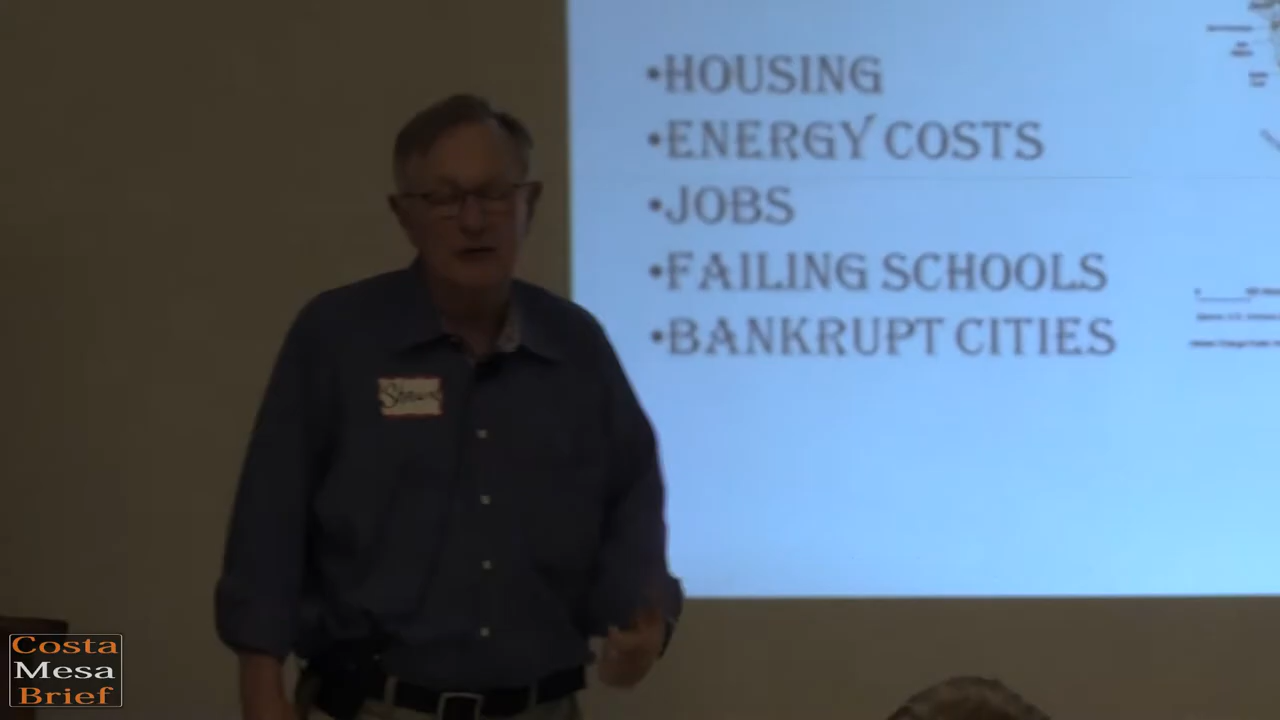 •HOUSING
•ENERGY COSTS
•JOBS
•FAILING SCHOOLS
•BANKRUPT CITIES
Costa
Mesa
Brief